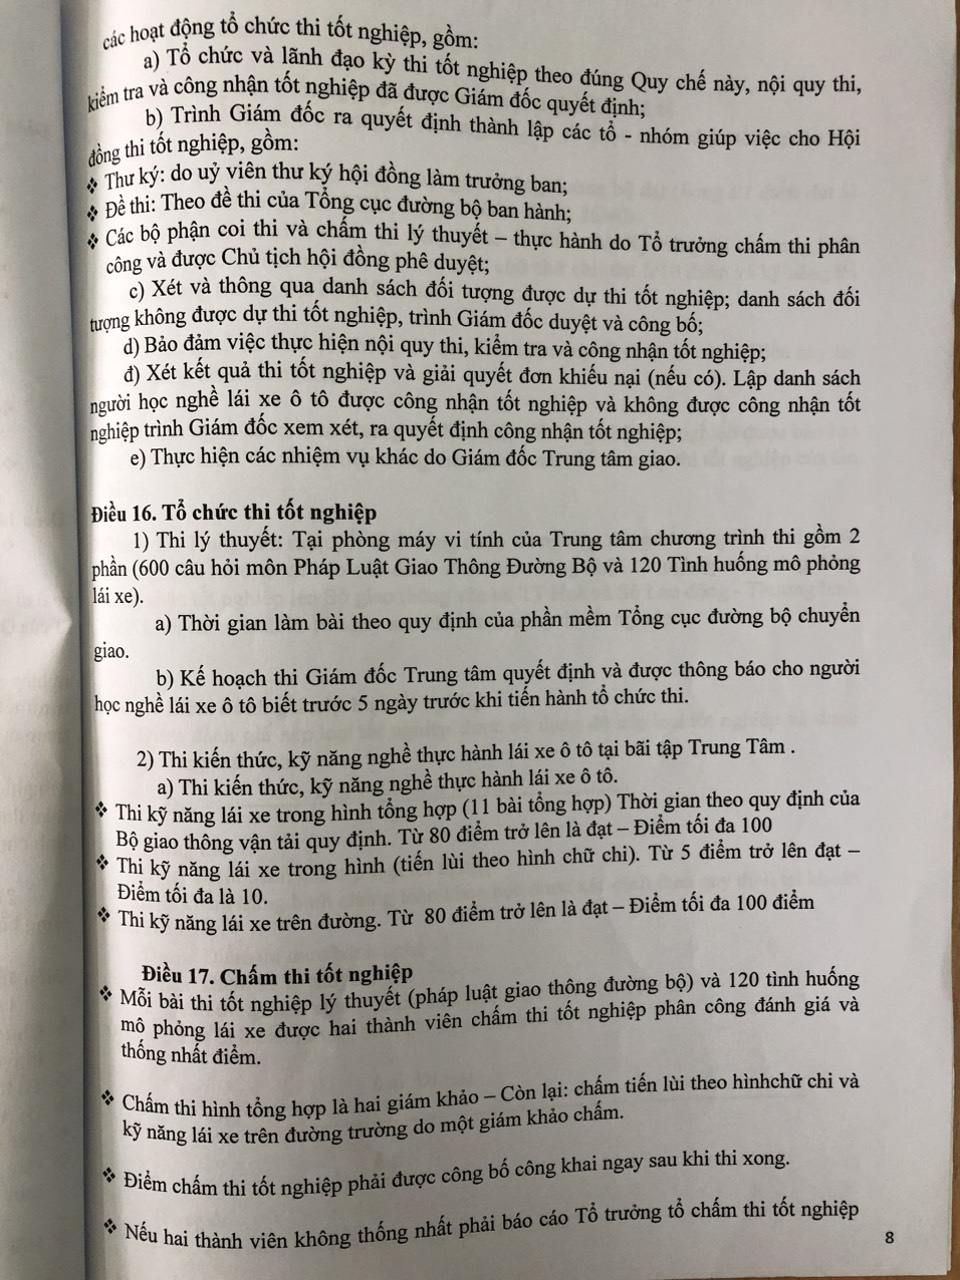 các hoạt động tổ chức thi tốt nghiệp, gồm:
a) Tổ chức và lãnh đạo kỳ thi tốt nghiệp theo đúng Quy chế này, nội quy thi,
kiểm tra và công nhận tốt nghiệp đã được Giám đốc quyết định;
b) Trình Giám đốc ra quyết định thành lập các tổ - nhóm giúp việc cho Hội
đồng thi tốt nghiệp, gồm:
❖ Thư ký: do uỷ viên thư ký hội đồng làm trưởng ban;
❖ Đề thi: Theo đề thi của Tổng cục đường bộ ban hành;
❖ Các bộ phận coi thi và chấm thi lý thuyết – thực hành do Tổ trưởng chấm thi phân
công và được Chủ tịch hội đồng phê duyệt;
c) Xét và thông qua danh sách đối tượng được dự thi tốt nghiệp; danh sách đối
tượng không được dự thi tốt nghiệp, trình Giám đốc duyệt và công bố;
d) Bảo đảm việc thực hiện nội quy thi, kiểm tra và công nhận tốt nghiệp;
đ) Xét kết quả thi tốt nghiệp và giải quyết đơn khiếu nại (nếu có). Lập danh sách
người học nghề lái xe ô tô được công nhận tốt nghiệp và không được công nhận tốt
nghiệp trình Giám đốc xem xét, ra quyết định công nhận tốt nghiệp;
e) Thực hiện các nhiệm vụ khác do Giám đốc Trung tâm giao.
Điều 16. Tổ chức thi tốt nghiệp
1) Thi lý thuyết: Tại phòng máy vi tính của Trung tâm chương trình thi gồm 2
phần (600 câu hỏi môn Pháp Luật Giao Thông Đường Bộ và 120 Tình huống mô phỏng
lái xe).
a) Thời gian làm bài theo quy định của phần mềm Tổng cục đường bộ chuyển
giao.
b) Kế hoạch thi Giám đốc Trung tâm quyết định và được thông báo cho người
học nghề lái xe ô tô biết trước 5 ngày trước khi tiến hành tổ chức thi.
2) Thi kiến thức, kỹ năng nghề thực hành lái xe ô tô tại bãi tập Trung Tâm .
a) Thi kiến thức, kỹ năng nghề thực hành lái xe ô tô.
❖ Thi kỹ năng lái xe trong hình tổng hợp (11 bài tổng hợp) Thời gian theo quy định của
Bộ giao thông vận tải quy định. Từ 80 điểm trở lên là đạt – Điểm tối đa 100
❖ Thi kỹ năng lái xe trong hình (tiến lùi theo hình chữ chi). Từ 5 điểm trở lên đạt –
Điểm tối đa là 10.
❖ Thi kỹ năng lái xe trên đường. Từ 80 điểm trở lên là đạt – Điểm tối đa 100 điểm
Điều 17. Chấm thi tốt nghiệp
❖ Mỗi bài thi tốt nghiệp lý thuyết (pháp luật giao thông đường bộ) và 120 tình huống
mô phỏng lái xe được hai thành viên chấm thi tốt nghiệp phân công đánh giá và
thống nhất điểm.
❖ Chấm thi hình tổng hợp là hai giám khảo – Còn lại: chấm tiến lùi theo hìnhchữ chi và
kỹ năng lái xe trên đường trường do một giám khảo chấm.
❖ Điểm chấm thi tốt nghiệp phải được công bố công khai ngay sau khi thi xong.
❖ Nếu hai thành viên không thống nhất phải báo cáo Tổ trưởng tổ chấm thi tốt nghiệp
8